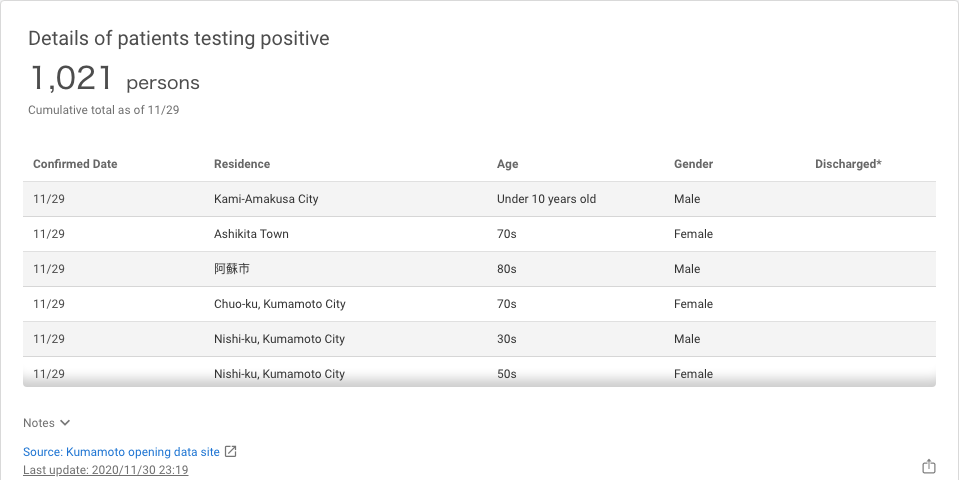 Details of patients testing positive
1,021 persons
Cumulative total as of 11/29
Confirmed Date Residence Age Gender Discharged*
11/29 Kami-Amakusa City Under 10 years old Male
11/29 Ashikita Town 70s Female
11/29 阿蘇市 80s Male
11/29 Chuo-ku, Kumamoto City 70s Female
11/29 Nishi-ku, Kumamoto City 30s Male
11/29 Nishi-ku, Kumamoto City 50s Female
Notes
Source: Kumamoto opening data site
Last update: 2020/11/30 23:19